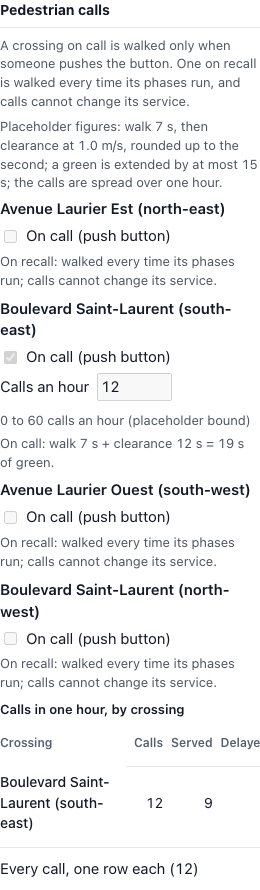 Pedestrian calls
A crossing on call is walked only when
someone pushes the button. One on recall
is walked every time its phases run, and
calls cannot change its service.
Placeholder figures: walk 7 s, then
clearance at 1.0 m/s, rounded up to the
second; a green is extended by at most 15
s; the calls are spread over one hour.
Avenue Laurier Est (north-east)
On call (push button)
On recall: walked every time its phases
run; calls cannot change its service.
Boulevard Saint-Laurent (south-
east)
On call (push button)
Calls an hour 12
0 to 60 calls an hour (placeholder bound)
On call: walk 7 s + clearance 12 s = 19 s
of green.
Avenue Laurier Ouest (south-west)
On call (push button)
On recall: walked every time its phases
run; calls cannot change its service.
Boulevard Saint-Laurent (north-
west)
On call (push button)
On recall: walked every time its phases
run; calls cannot change its service.
Calls in one hour, by crossing
Crossing Calls Served Delaye
Boulevard Saint-
Laurent (south- 12 9
east)
Every call, one row each (12)